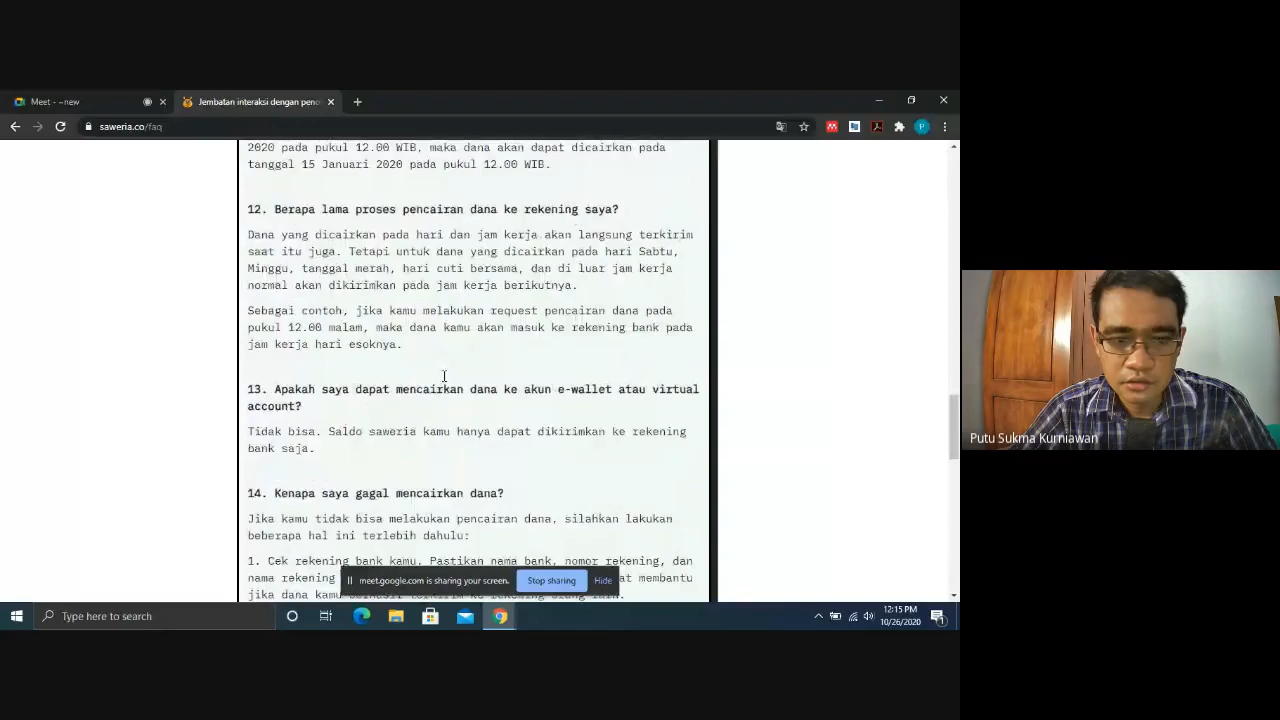 Meet - ~new
Jembatan interaksi dengan peno
saweria.co/faq
P
2020 pada pukul 12.00 WIB, maka dana akan dapat dicairkan pada
tanggal 15 Januari 2020 pada pukul 12.00 WIB.
12. Berapa lama proses pencairan dana ke rekening saya?
Dana yang dicairkan pada hari dan jam kerja akan langsung terkirim
saat itu juga. Tetapi untuk dana yang dicairkan pada hari Sabtu,
Minggu, tanggal merah, hari cuti bersama, dan di luar jam kerja
normal akan dikirimkan pada jam kerja berikutnya.
Sebagai contoh, jika kamu melakukan request pencairan dana pada
pukul 12.00 malam, maka dana kamu akan masuk ke rekening bank pada
jam kerja hari esoknya.
13. Apakah saya dapat mencairkan dana ke akun e-wallet atau virtual
account?
Tidak bisa. Saldo saweria kamu hanya dapat dikirimkan ke rekening
bank saja.
14. Kenapa saya gagal mencairkan dana?
Jika kamu tidak bisa melakukan pencairan dana, silahkan lakukan
beberapa hal ini terlebih dahulu:
1. Cek rekening bank kamu. Pastikan nama bank, nomor rekening, dan
nama rekening at membantu
jika dana kamu
meet.google.com is sharing your screen. Stop sharing Hide
Putu Sukma Kurniawan
Type here to search
12:15 PM
10/26/2020
1